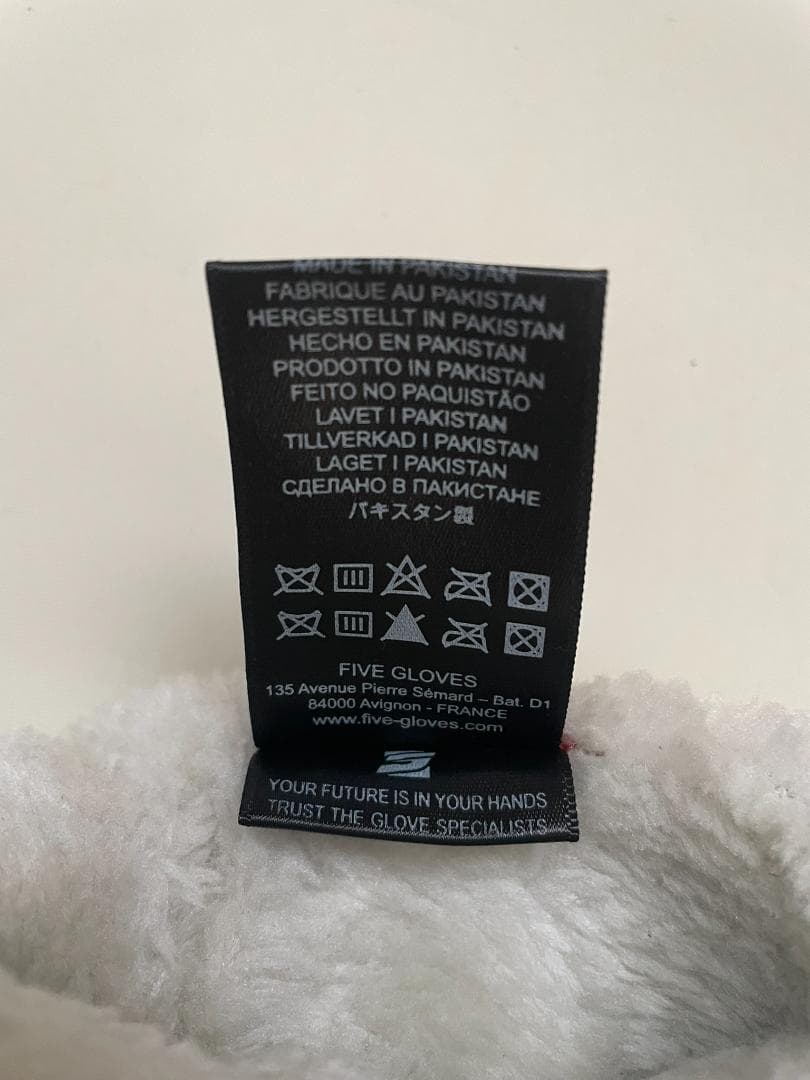 MADE IN PAKISTAN
FABRIQUE AU PAKISTAN
HERGESTELLT IN PAKISTAN
HECHO EN PAKISTAN
PRODOTTO IN PAKISTAN
FEITO NO PAQUISTÃO
LAVET I PAKISTAN
TILLVERKAD I PAKISTAN
LAGET I PAKISTAN
СДЕЛАНО В ПАКИСТАНЕ
パキスタン製
FIVE GLOVES
135 Avenue Pierre Sémard – Bat. D1
84000 Avignon - FRANCE
www.five-gloves.com
YOUR FUTURE IS IN YOUR HANDS
TRUST THE GLOVE SPECIALISTS